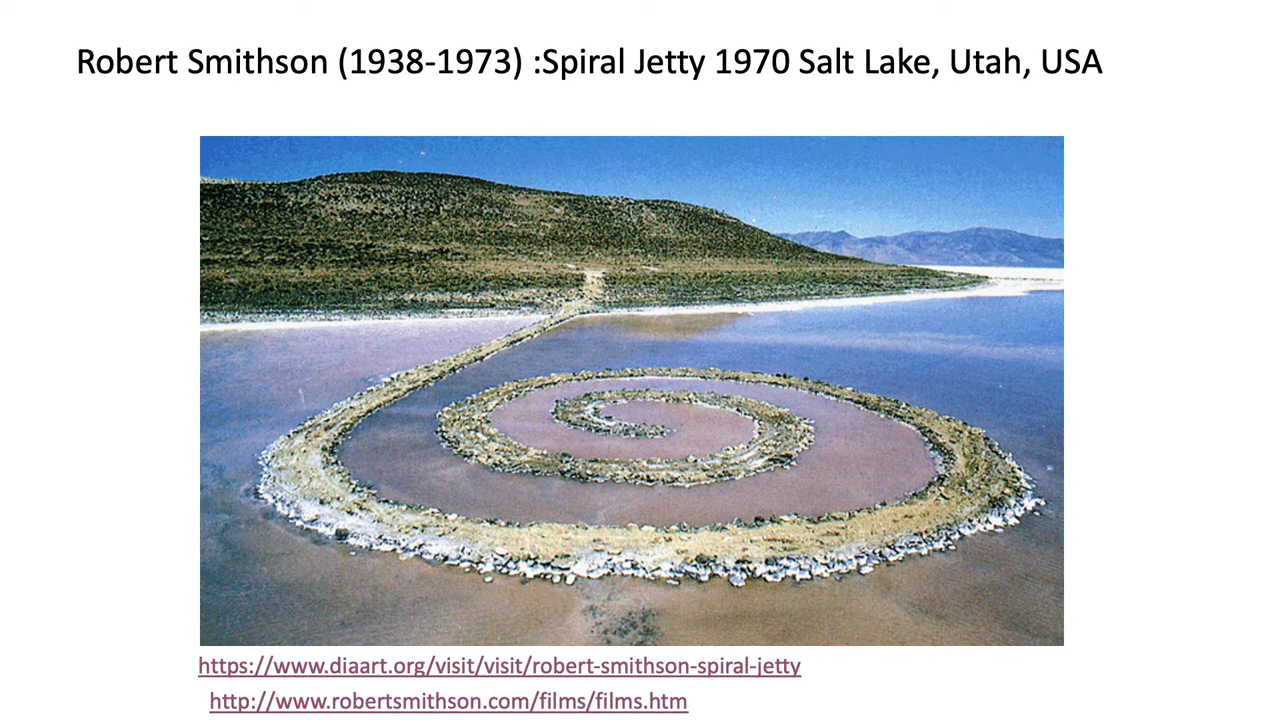 Robert Smithson (1938-1973) :Spiral Jetty 1970 Salt Lake, Utah, USA
https://www.diaart.org/visit/visit/robert-smithson-spiral-jetty
http://www.robertsmithson.com/films/films.htm